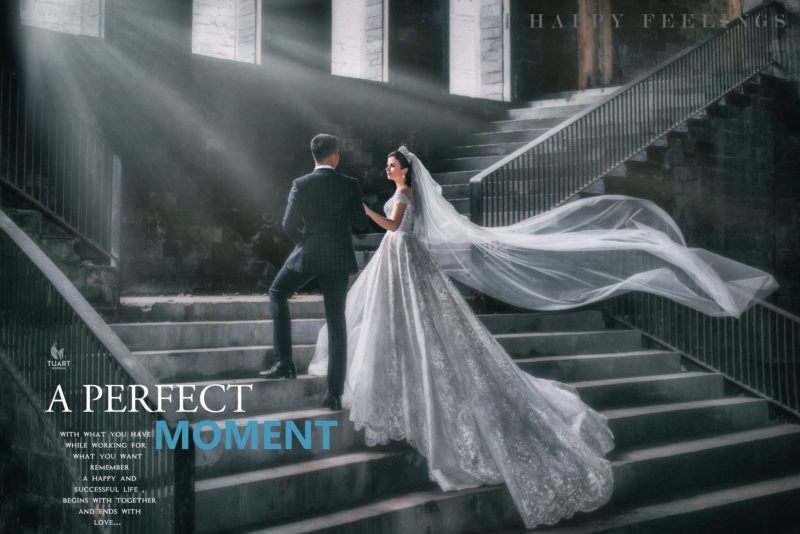 HAPPY FEELINGS
TUART
A PERFECT
MOMENT
WITH WHAT YOU HAVE
WHILE WORKING FOR
WHAT YOU WANT
REMEMBER
A HAPPY AND
SUCCESSFUL LIFE ,
BEGINS WITH TOGETHER
AND ENDS WITH
LOVE...